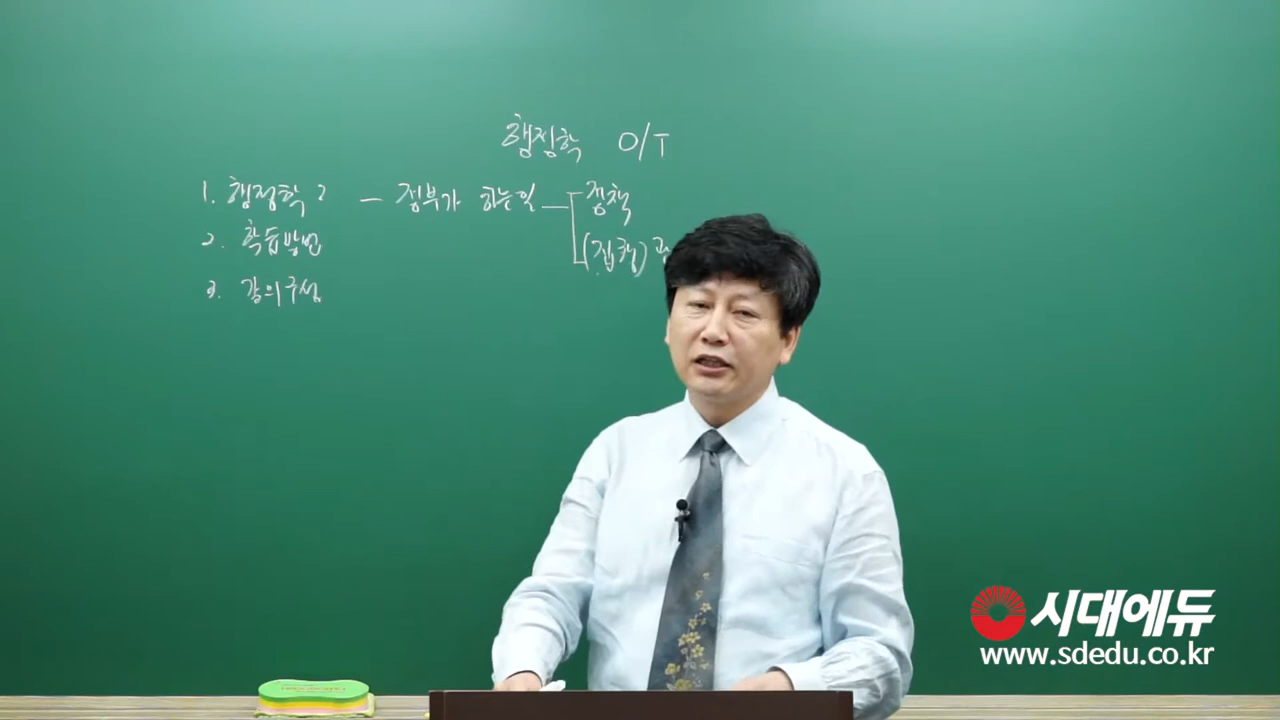 행정학 O/T
1. 행정학? - 정부가 하는 일 정책
(집행)
2. 학습방법
3. 강의구성
시대에듀
www.sdedu.co.kr